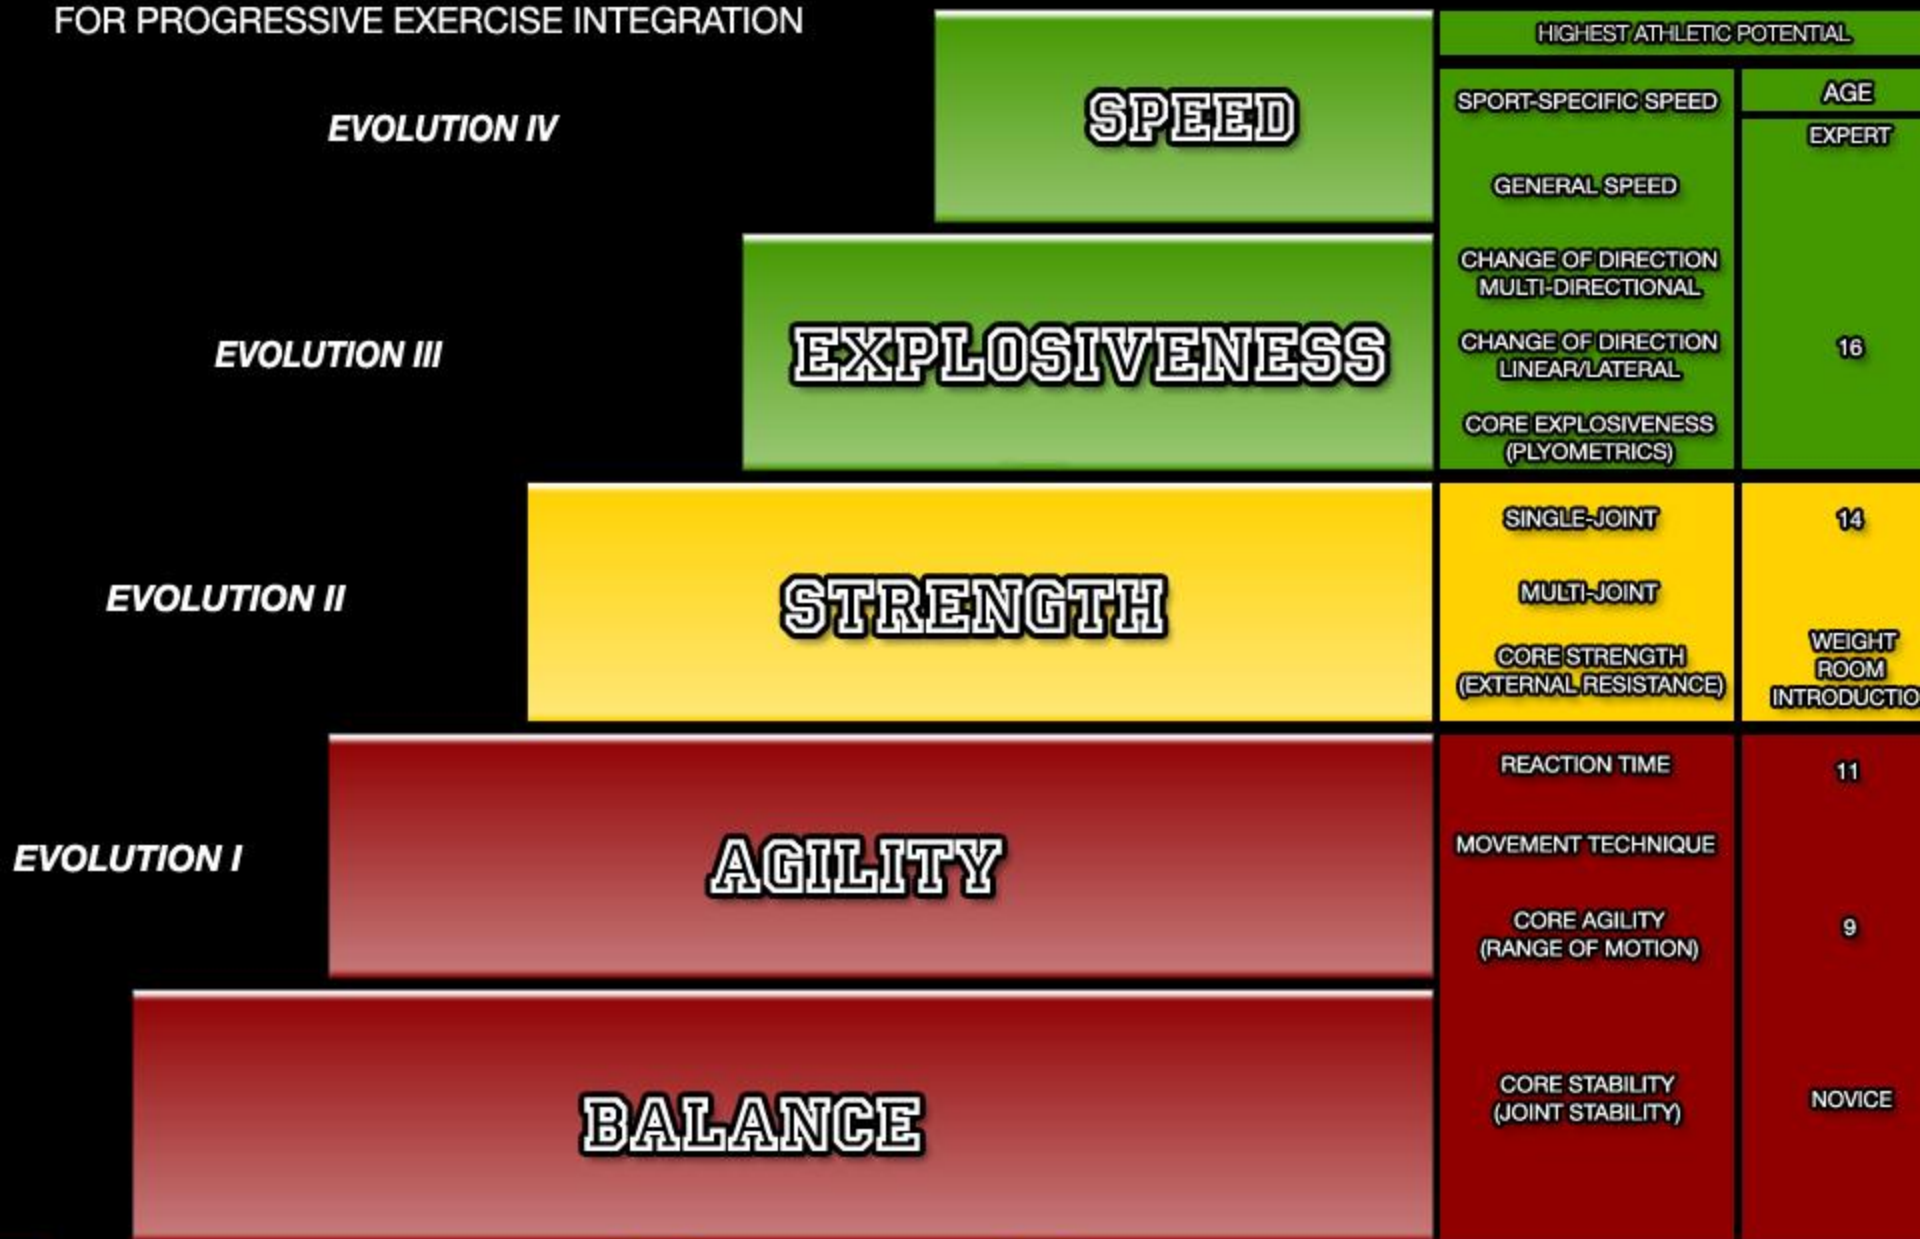 FOR PROGRESSIVE EXERCISE INTEGRATION
HIGHEST ATHLETIC POTENTIAL
EVOLUTION IV
SPEED
SPORT-SPECIFIC SPEED
GENERAL SPEED
AGE
EXPERT
EVOLUTION III
EXPLOSIVENESS
CHANGE OF DIRECTION
MULTI-DIRECTIONAL
CHANGE OF DIRECTION
LINEAR/LATERAL
CORE EXPLOSIVENESS
(PLYOMETRICS)
16
EVOLUTION II
STRENGTH
SINGLE-JOINT
MULTI-JOINT
CORE STRENGTH
(EXTERNAL RESISTANCE)
14
WEIGHT
ROOM
INTRODUCTIO
EVOLUTION I
AGILITY
REACTION TIME
MOVEMENT TECHNIQUE
CORE AGILITY
(RANGE OF MOTION)
11
9
BALANCE
CORE STABILITY
(JOINT STABILITY)
NOVICE